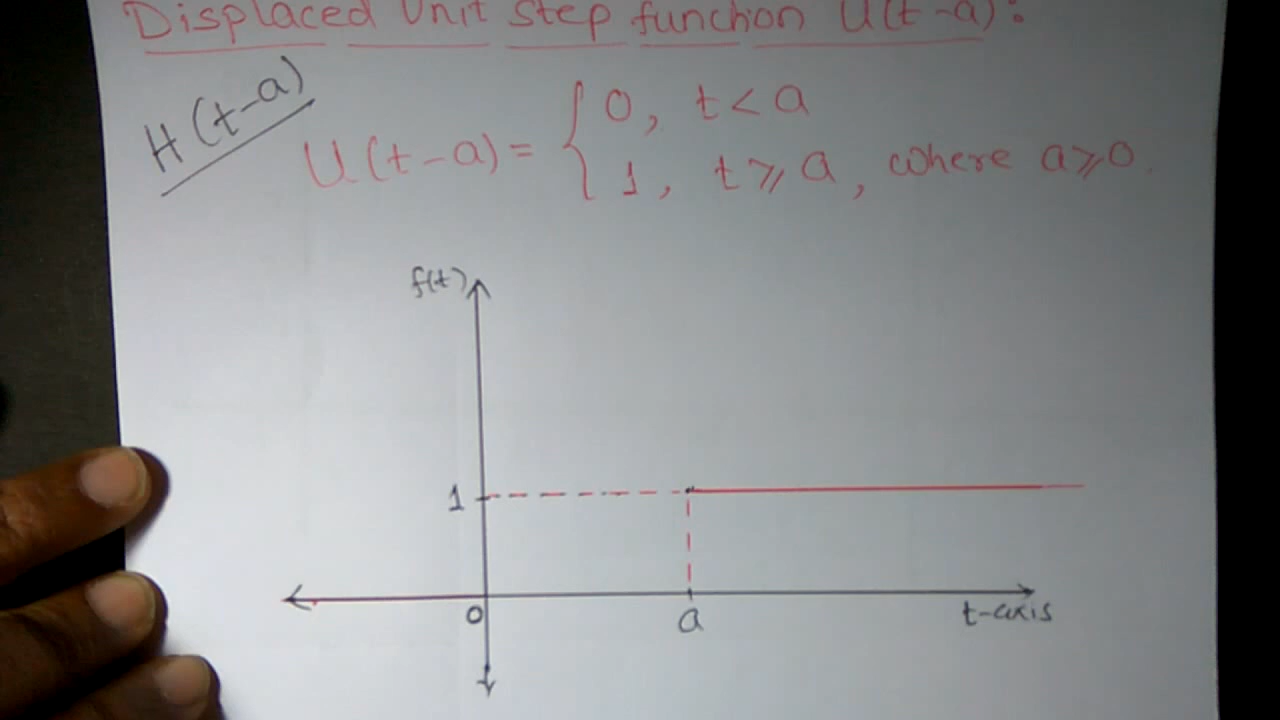 Displaced Unit Step function U(t-a):
H(t-a)
U(t-a) = { 0, t < a
1, t ⩾ a, where a ⩾ 0.
f(t)
1
0
a
t-axis